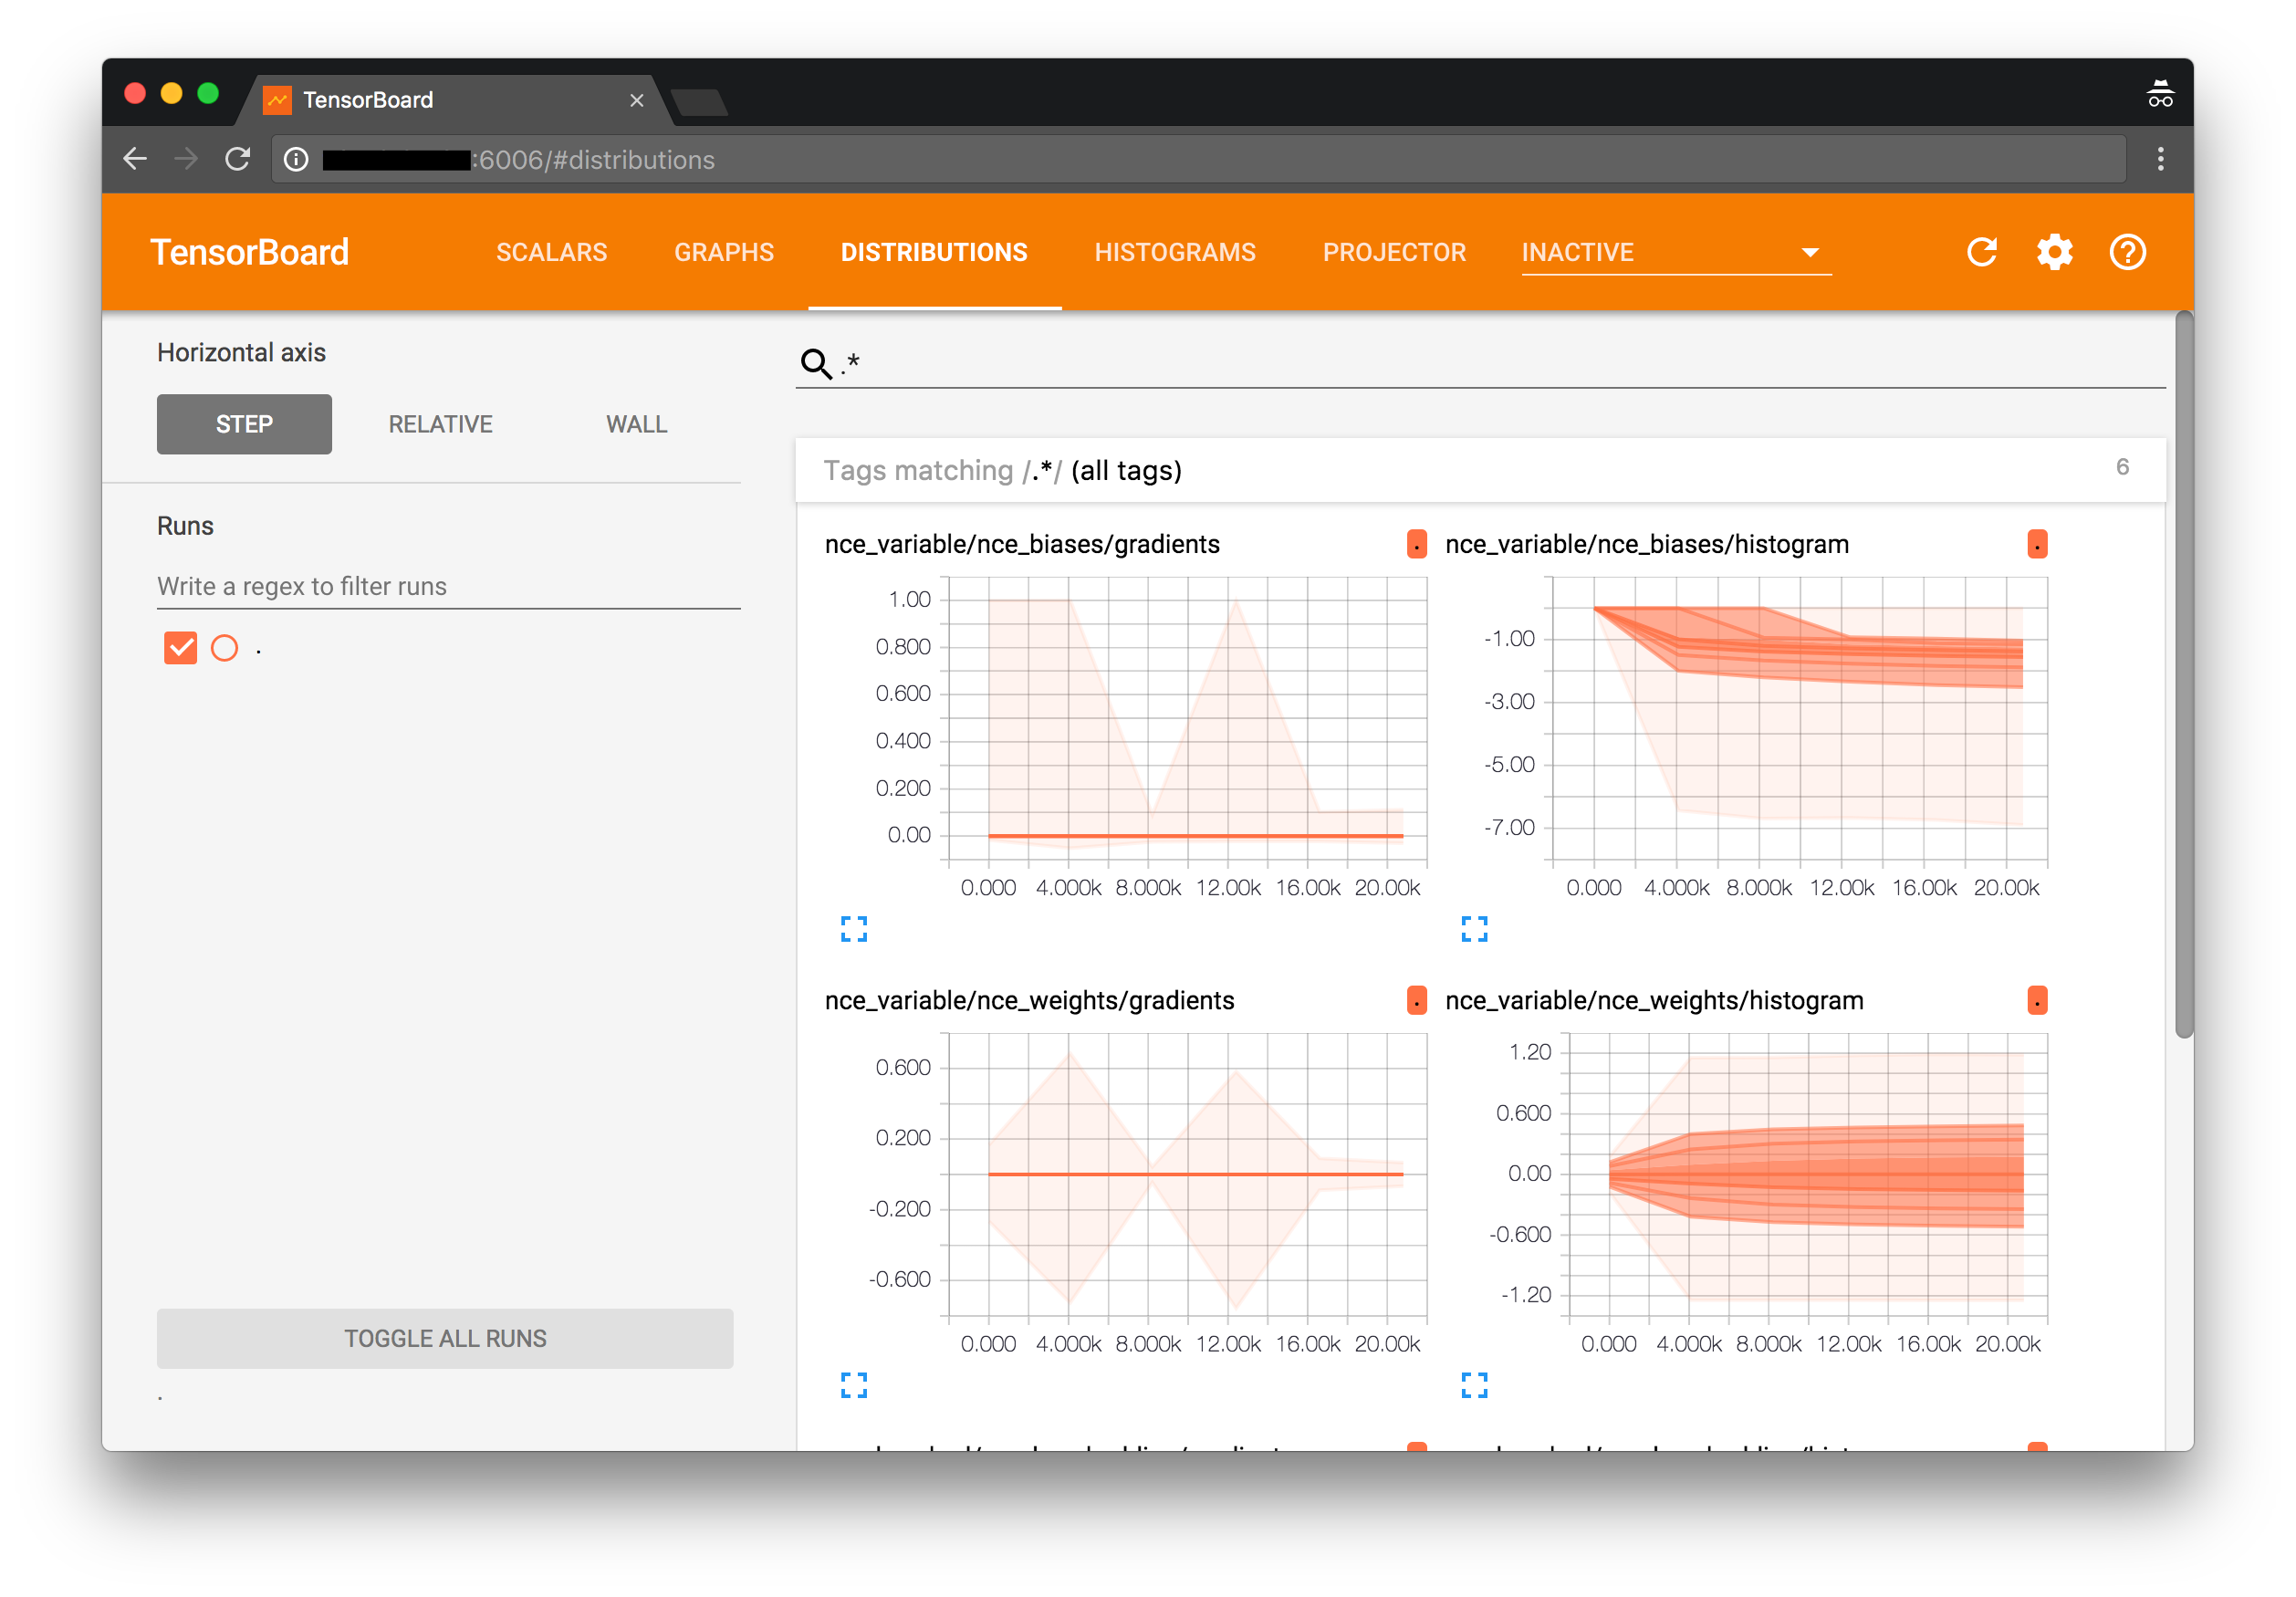 TensorBoard
:6006/#distributions
TensorBoard SCALARS GRAPHS DISTRIBUTIONS HISTOGRAMS PROJECTOR INACTIVE
Horizontal axis
STEP RELATIVE WALL
Runs
Write a regex to filter runs
.
TOGGLE ALL RUNS
.
.*
Tags matching /.*/ (all tags) 6
nce_variable/nce_biases/gradients .
1.00
0.800
0.600
0.400
0.200
0.00
0.000 4.000k 8.000k 12.00k 16.00k 20.00k
nce_variable/nce_biases/histogram .
-1.00
-3.00
-5.00
-7.00
0.000 4.000k 8.000k 12.00k 16.00k 20.00k
nce_variable/nce_weights/gradients .
0.600
0.200
-0.200
-0.600
0.000 4.000k 8.000k 12.00k 16.00k 20.00k
nce_variable/nce_weights/histogram .
1.20
0.600
0.00
-0.600
-1.20
0.000 4.000k 8.000k 12.00k 16.00k 20.00k